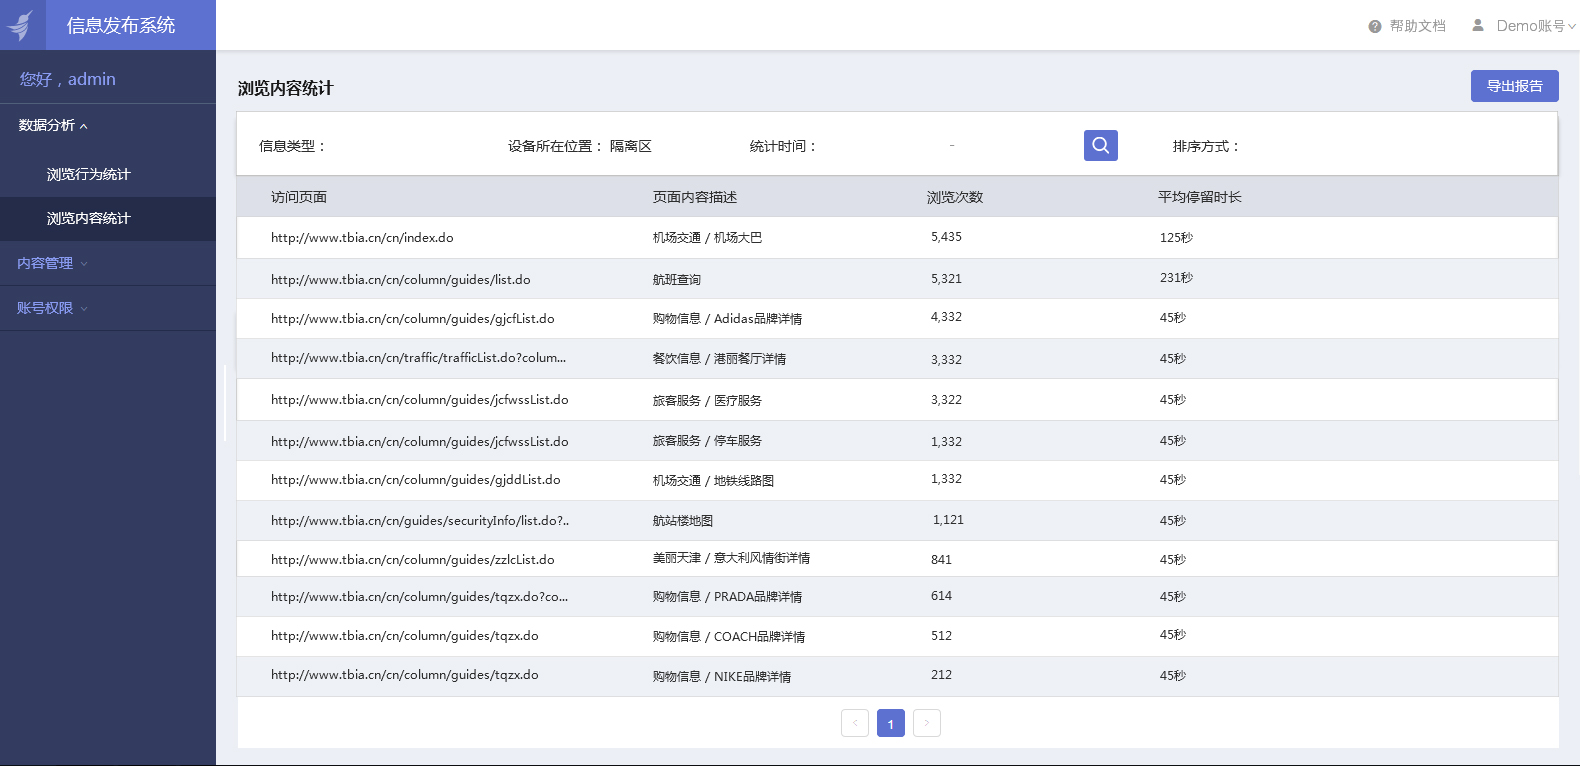 信息发布系统
帮助文档 Demo账号
您好，admin
数据分析
浏览行为统计
浏览内容统计
内容管理
账号权限
浏览内容统计
导出报告
信息类型： 设备所在位置： 隔离区 统计时间： - 排序方式：
访问页面 页面内容描述 浏览次数 平均停留时长
http://www.tbia.cn/cn/index.do 机场交通 / 机场大巴 5,435 125秒
http://www.tbia.cn/cn/column/guides/list.do 航班查询 5,321 231秒
http://www.tbia.cn/cn/column/guides/gjcfList.do 购物信息 / Adidas品牌详情 4,332 45秒
http://www.tbia.cn/cn/traffic/trafficList.do?colum... 餐饮信息 / 港丽餐厅详情 3,332 45秒
http://www.tbia.cn/cn/column/guides/jcfwssList.do 旅客服务 / 医疗服务 3,322 45秒
http://www.tbia.cn/cn/column/guides/jcfwssList.do 旅客服务 / 停车服务 1,332 45秒
http://www.tbia.cn/cn/column/guides/gjddList.do 机场交通 / 地铁线路图 1,332 45秒
http://www.tbia.cn/cn/guides/securityInfo/list.do?.. 航站楼地图 1,121 45秒
http://www.tbia.cn/cn/column/guides/zzlcList.do 美丽天津 / 意大利风情街详情 841 45秒
http://www.tbia.cn/cn/column/guides/tqzx.do?co... 购物信息 / PRADA品牌详情 614 45秒
http://www.tbia.cn/cn/column/guides/tqzx.do 购物信息 / COACH品牌详情 512 45秒
http://www.tbia.cn/cn/column/guides/tqzx.do 购物信息 / NIKE品牌详情 212 45秒
< 1 >